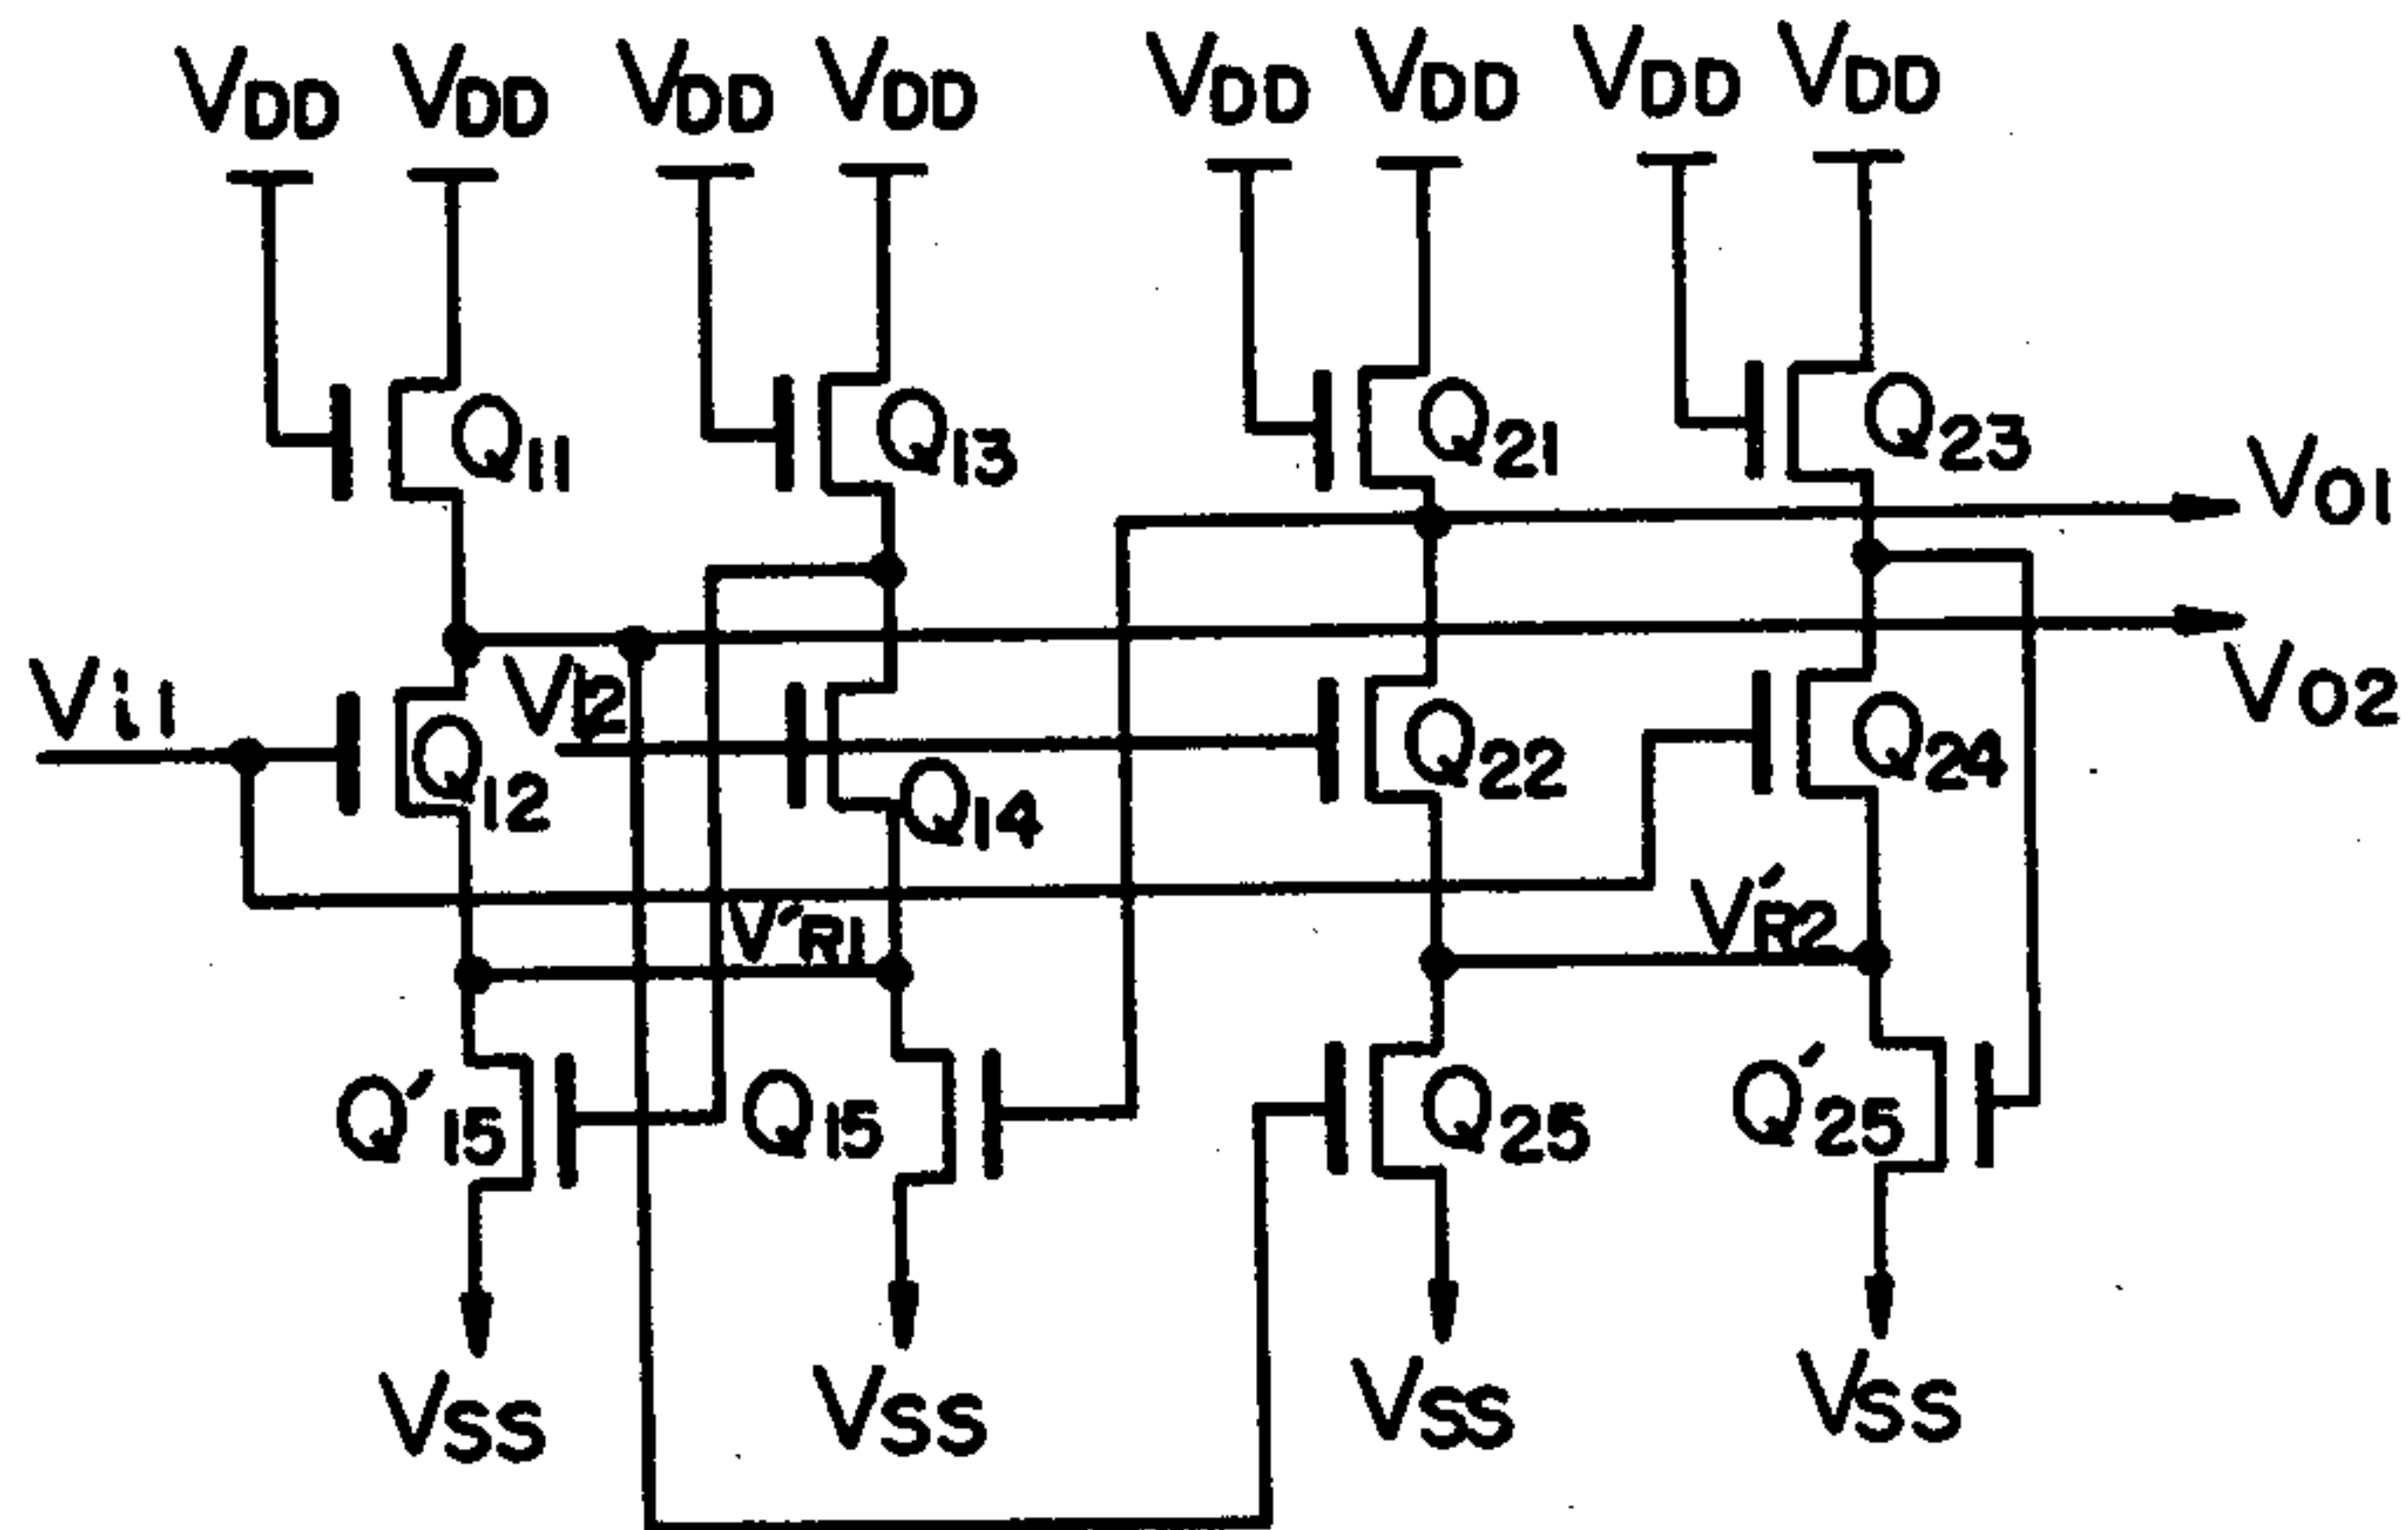 VDD VDD VDD VDD VDD VDD VDD VDD
Q11 Q13 Q21 Q23
VO1
Vi1 Vi2 VO2
Q12 Q14 Q22 Q24
V'R1 V'R2
Q'15 Q15 Q25 Q'25
VSS VSS VSS VSS